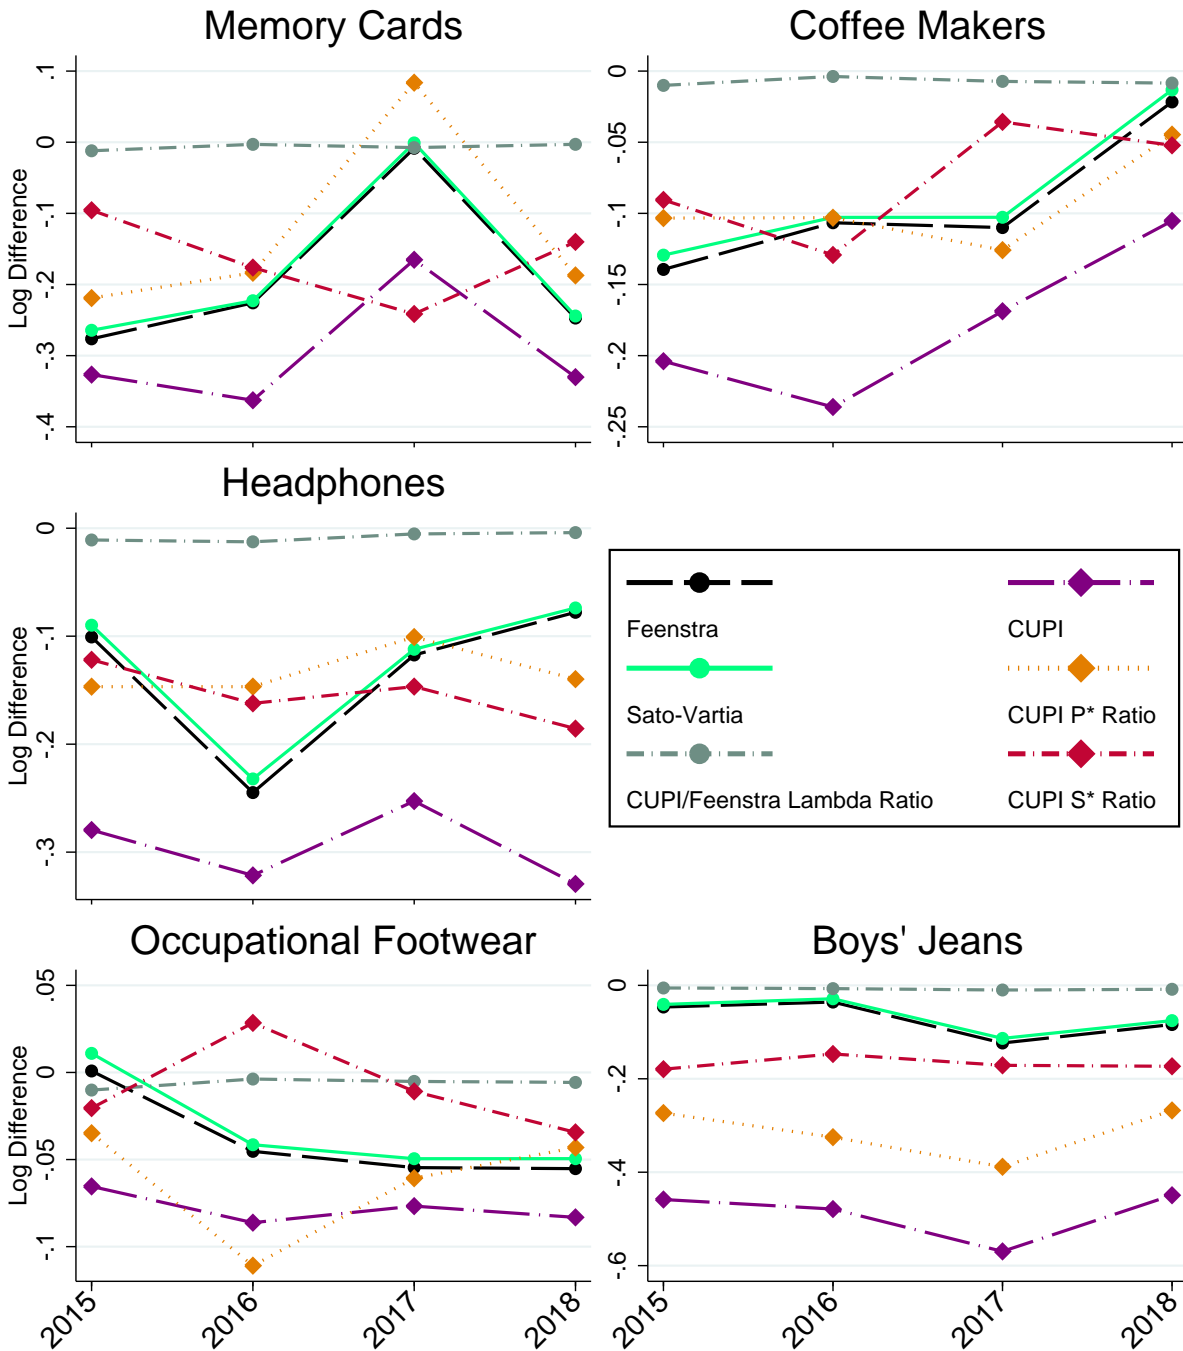 Memory Cards
Coffee Makers
Log Difference
.1
0
-.1
-.2
-.3
-.4
0
-.05
-.1
-.15
-.2
-.25
Headphones
Log Difference
0
-.1
-.2
-.3
Feenstra
CUPI
Sato-Vartia
CUPI P* Ratio
CUPI/Feenstra Lambda Ratio
CUPI S* Ratio
Occupational Footwear
Boys' Jeans
Log Difference
.05
0
-.05
-.1
0
-.2
-.4
-.6
2015
2016
2017
2018
2015
2016
2017
2018